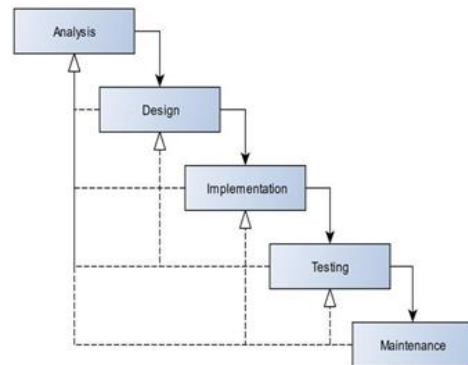 Analysis
Design
Implementation
Testing
Maintenance